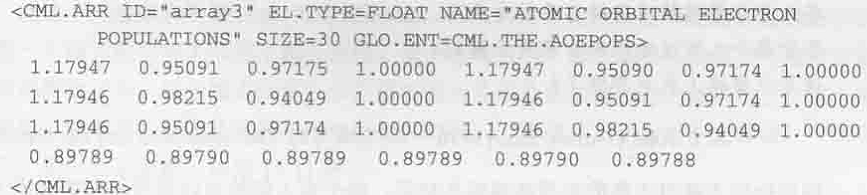 <CML.ARR ID="array3" EL.TYPE=FLOAT NAME="ATOMIC ORBITAL ELECTRON
POPULATIONS" SIZE=30 GLO.ENT=CML.THE.AOEPOPS>
1.17947 0.95091 0.97175 1.00000 1.17947 0.95090 0.97174 1.00000
1.17946 0.98215 0.94049 1.00000 1.17946 0.95091 0.97174 1.00000
1.17946 0.95091 0.97174 1.00000 1.17946 0.98215 0.94049 1.00000
0.89789 0.89790 0.89789 0.89789 0.89790 0.89788
</CML.ARR>